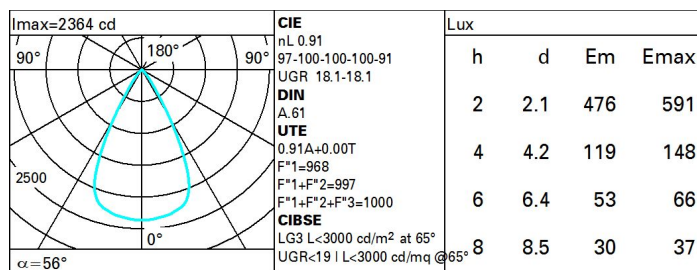 Imax=2364 cd
90° 180° 90°
2500
0°
α=56°
CIE
nL 0.91
97-100-100-100-91
UGR 18.1-18.1
DIN
A.61
UTE
0.91A+0.00T
F"1=968
F"1+F"2=997
F"1+F"2+F"3=1000
CIBSE
LG3 L<3000 cd/m² at 65°
UGR<19 | L<3000 cd/mq @65°
Lux
h d Em Emax
2 2.1 476 591
4 4.2 119 148
6 6.4 53 66
8 8.5 30 37